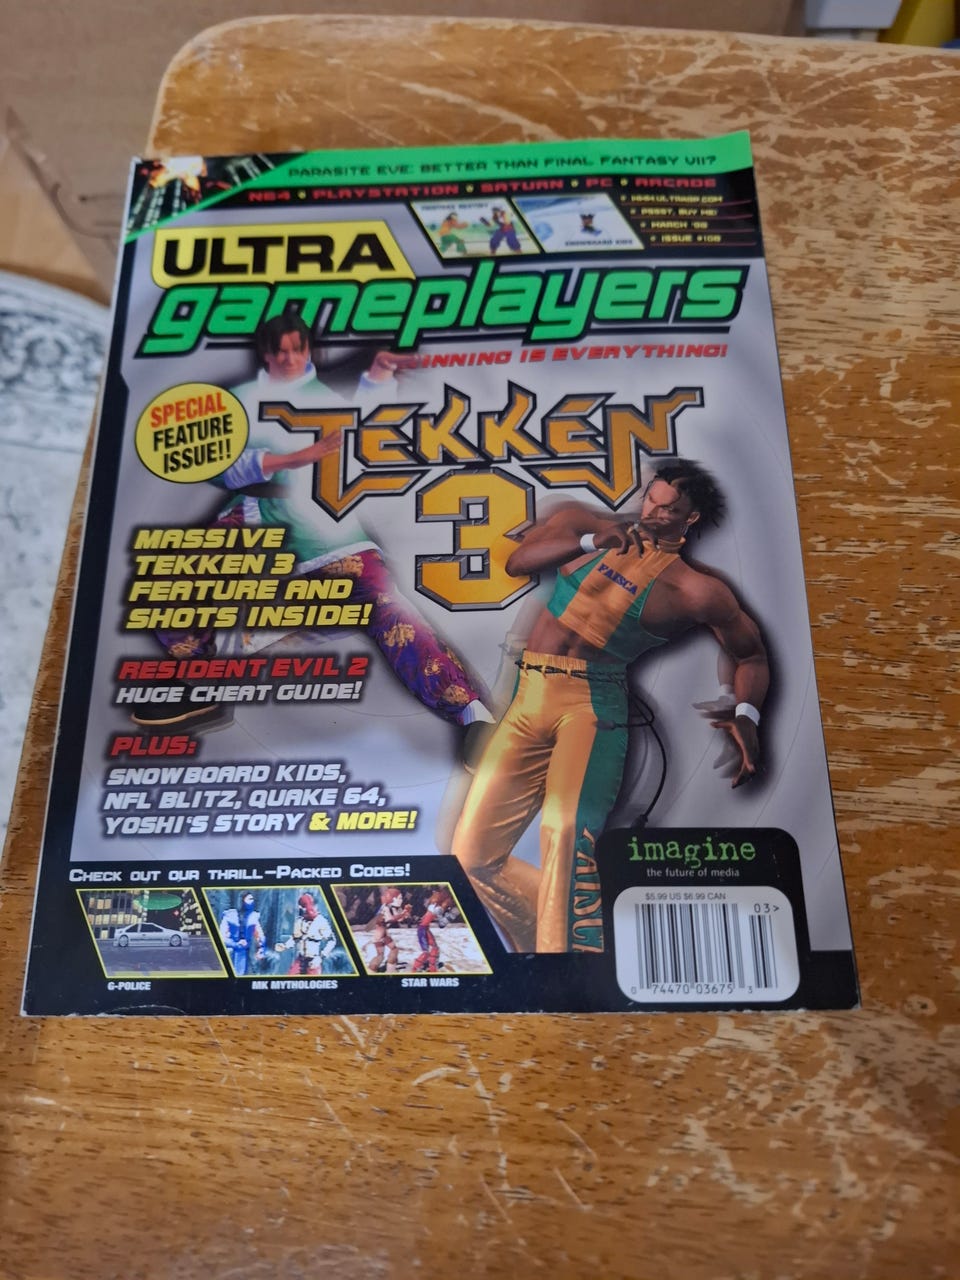 PARASITE EVE: BETTER THAN FINAL FANTASY VII?
N64 • PLAYSTATION • SATURN • PC • ARCADE
SNOWBOARD KIDS
PSSST, BUY ME!
MARCH '98
ISSUE #108
ULTRA
gameplayers
INNING IS EVERYTHING!
SPECIAL
FEATURE
ISSUE!!
TEKKEN
3
MASSIVE
TEKKEN 3
FEATURE AND
SHOTS INSIDE!
RESIDENT EVIL 2
HUGE CHEAT GUIDE!
PLUS:
SNOWBOARD KIDS,
NFL BLITZ, QUAKE 64,
YOSHI'S STORY & MORE!
CHECK OUT OUR THRILL-PACKED CODES!
G-POLICE
MK MYTHOLOGIES
STAR WARS
imagine
the future of media
$5.99 US $6.99 CAN
03>
0 74470 03675 3